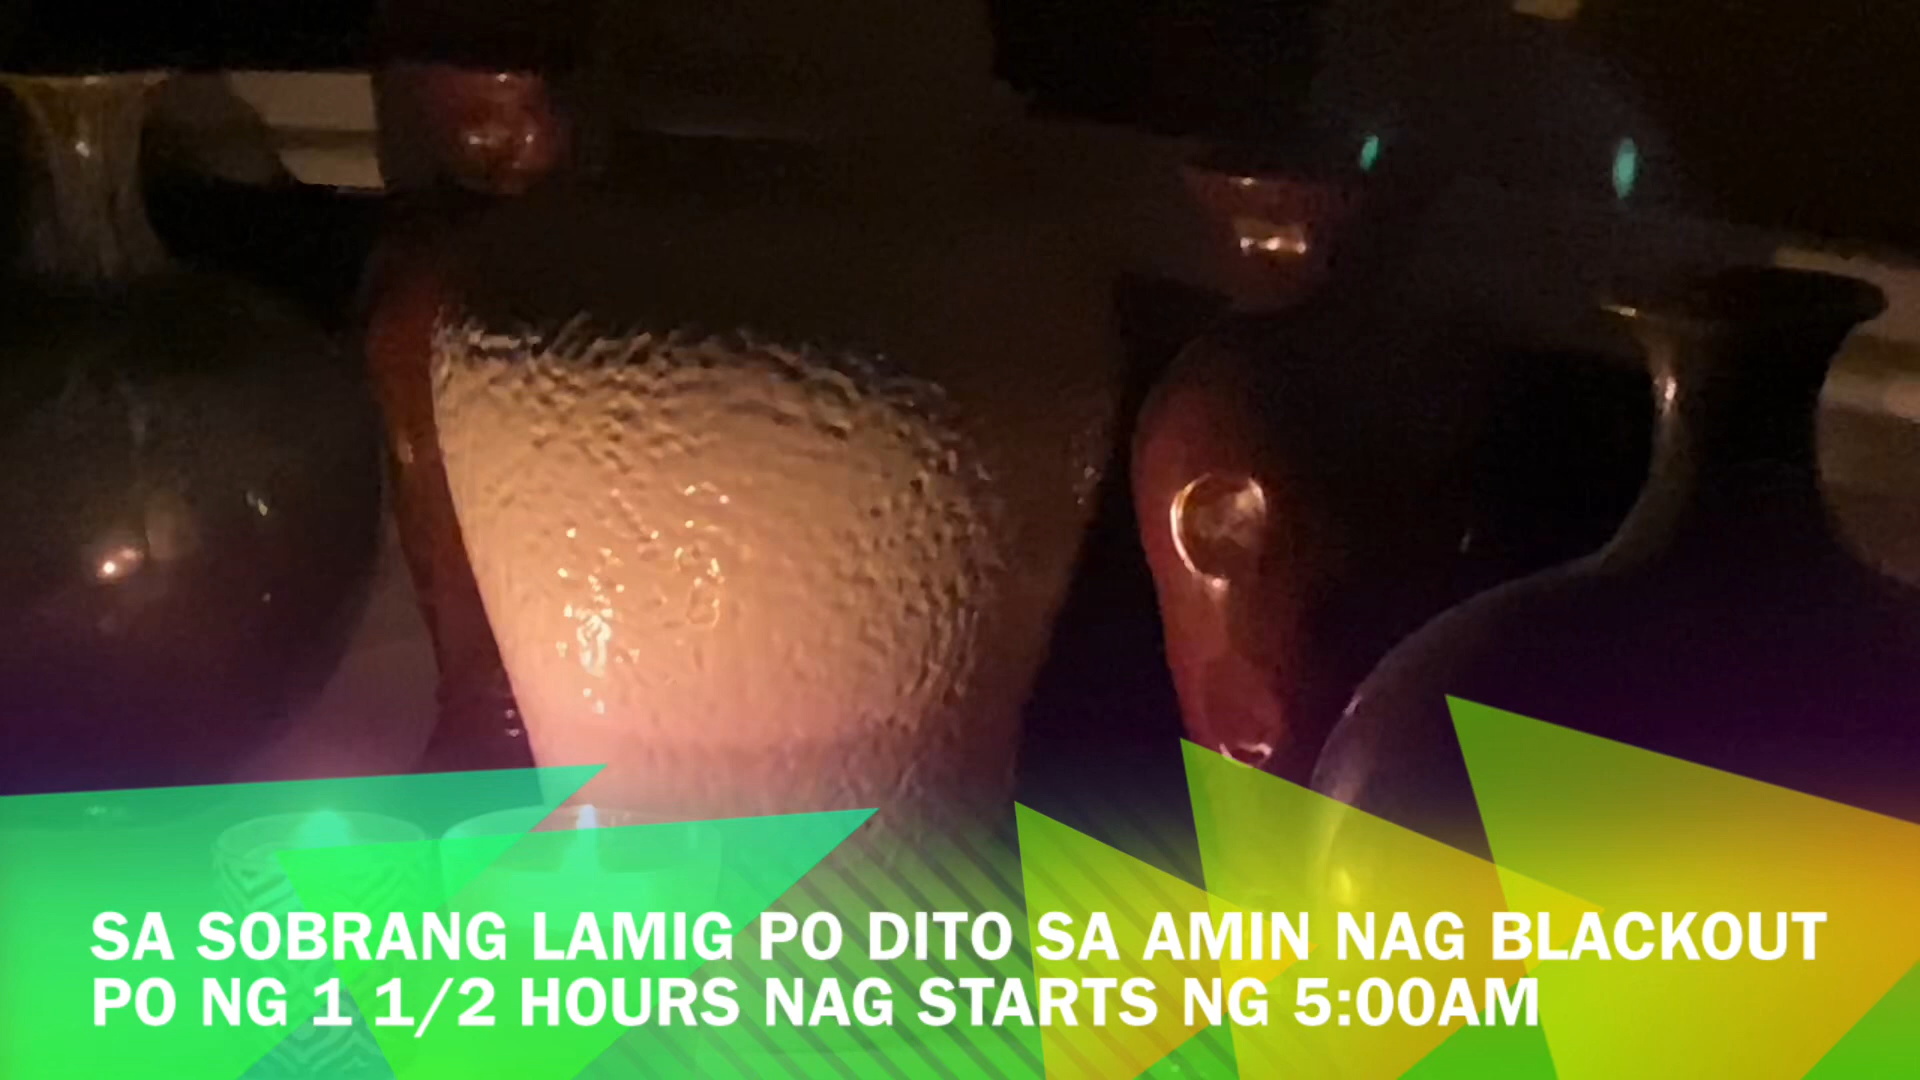 SA SOBRANG LAMIG PO DITO SA AMIN NAG BLACKOUT
PO NG 1 1/2 HOURS NAG STARTS NG 5:00AM